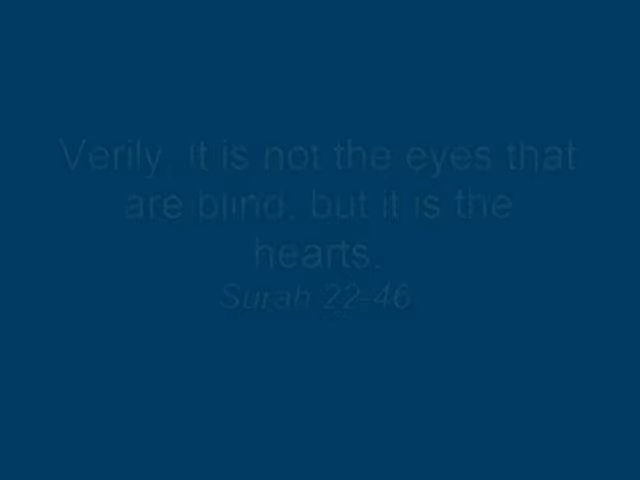 Verily, it is not the eyes that
are blind, but it is the
hearts.
Surah 22-46